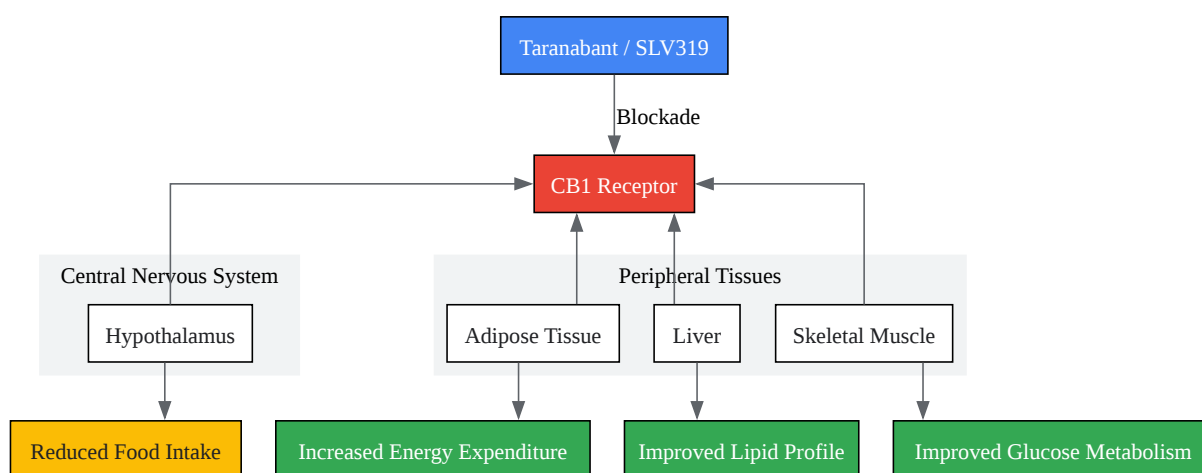 Taranabant / SLV319
Blockade
CB1 Receptor
Central Nervous System
Peripheral Tissues
Hypothalamus
Adipose Tissue
Liver
Skeletal Muscle
Reduced Food Intake
Increased Energy Expenditure
Improved Lipid Profile
Improved Glucose Metabolism